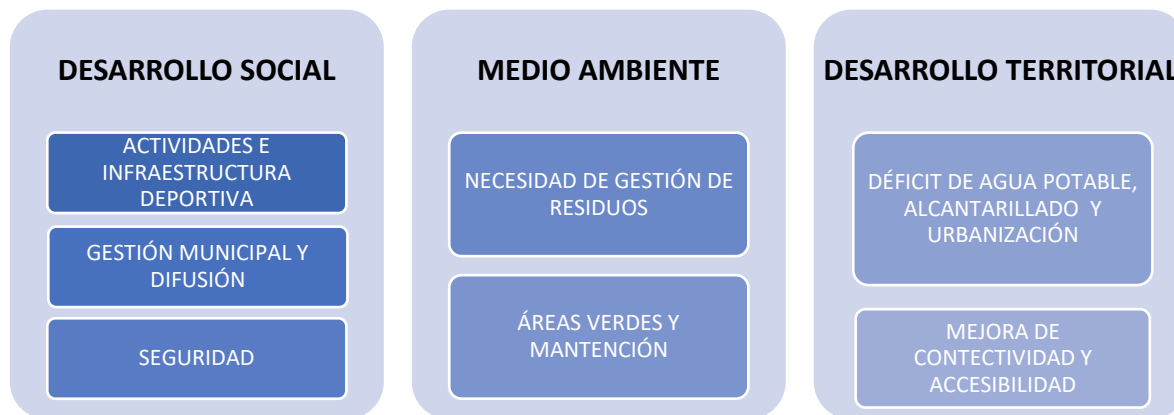 DESARROLLO SOCIAL
ACTIVIDADES E
INFRAESTRUCTURA
DEPORTIVA
GESTIÓN MUNICIPAL Y
DIFUSIÓN
SEGURIDAD
MEDIO AMBIENTE
NECESIDAD DE GESTIÓN DE
RESIDUOS
ÁREAS VERDES Y
MANTENCIÓN
DESARROLLO TERRITORIAL
DÉFICIT DE AGUA POTABLE,
ALCANTARILLADO Y
URBANIZACIÓN
MEJORA DE
CONTECTIVIDAD Y
ACCESIBILIDAD